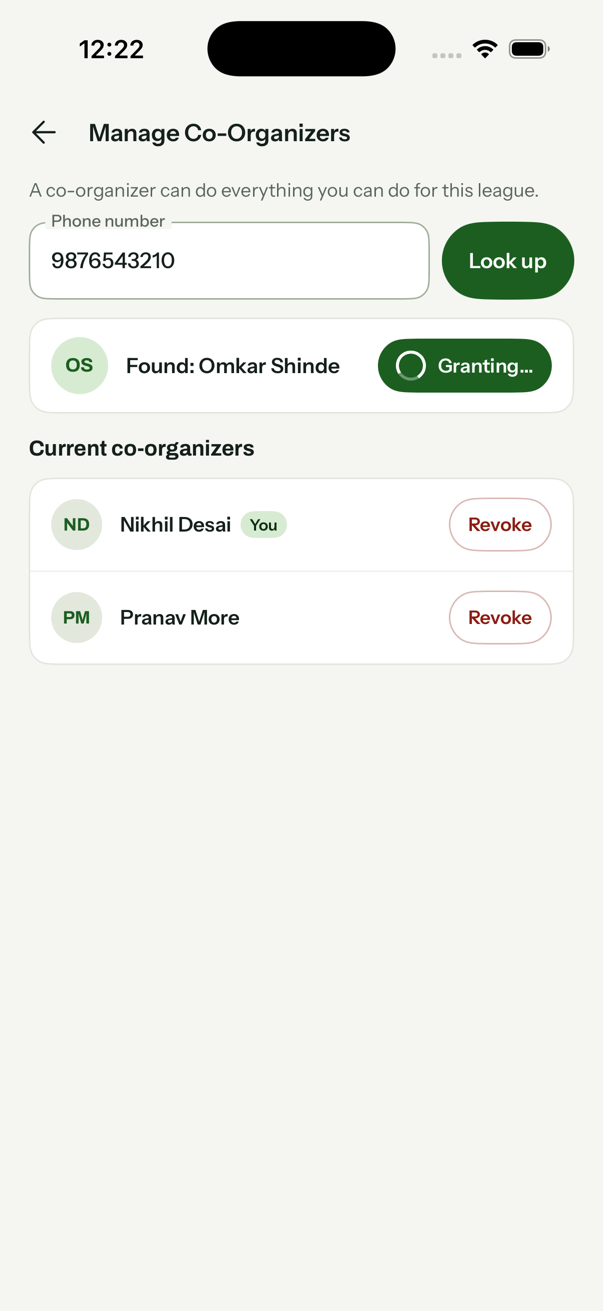 12:22
Manage Co-Organizers
A co-organizer can do everything you can do for this league.
Phone number
9876543210
Look up
OS
Found: Omkar Shinde
Granting...
Current co-organizers
ND
Nikhil Desai
You
Revoke
PM
Pranav More
Revoke